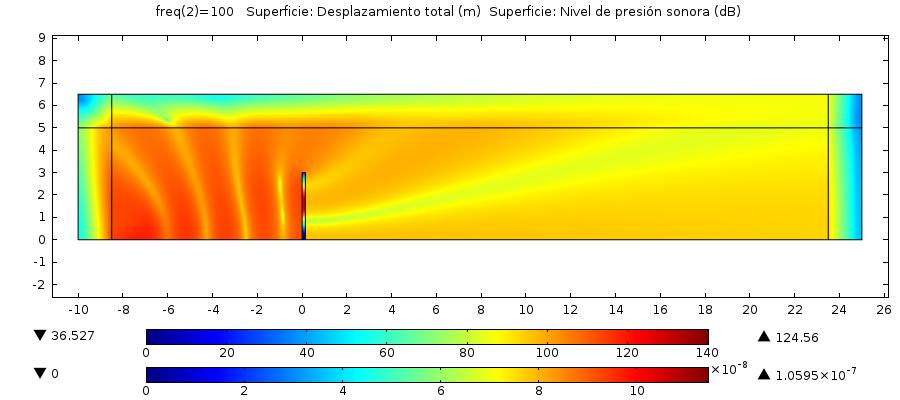 freq(2)=100 Superficie: Desplazamiento total (m) Superficie: Nivel de presión sonora (dB)
9
8
7
6
5
4
3
2
1
0
-1
-2
-10 -8 -6 -4 -2 0 2 4 6 8 10 12 14 16 18 20 22 24 26
▼ 36.527 ▲ 124.56
0 20 40 60 80 100 120 140
▼ 0 ×10⁻⁸ ▲ 1.0595×10⁻⁷
0 2 4 6 8 10